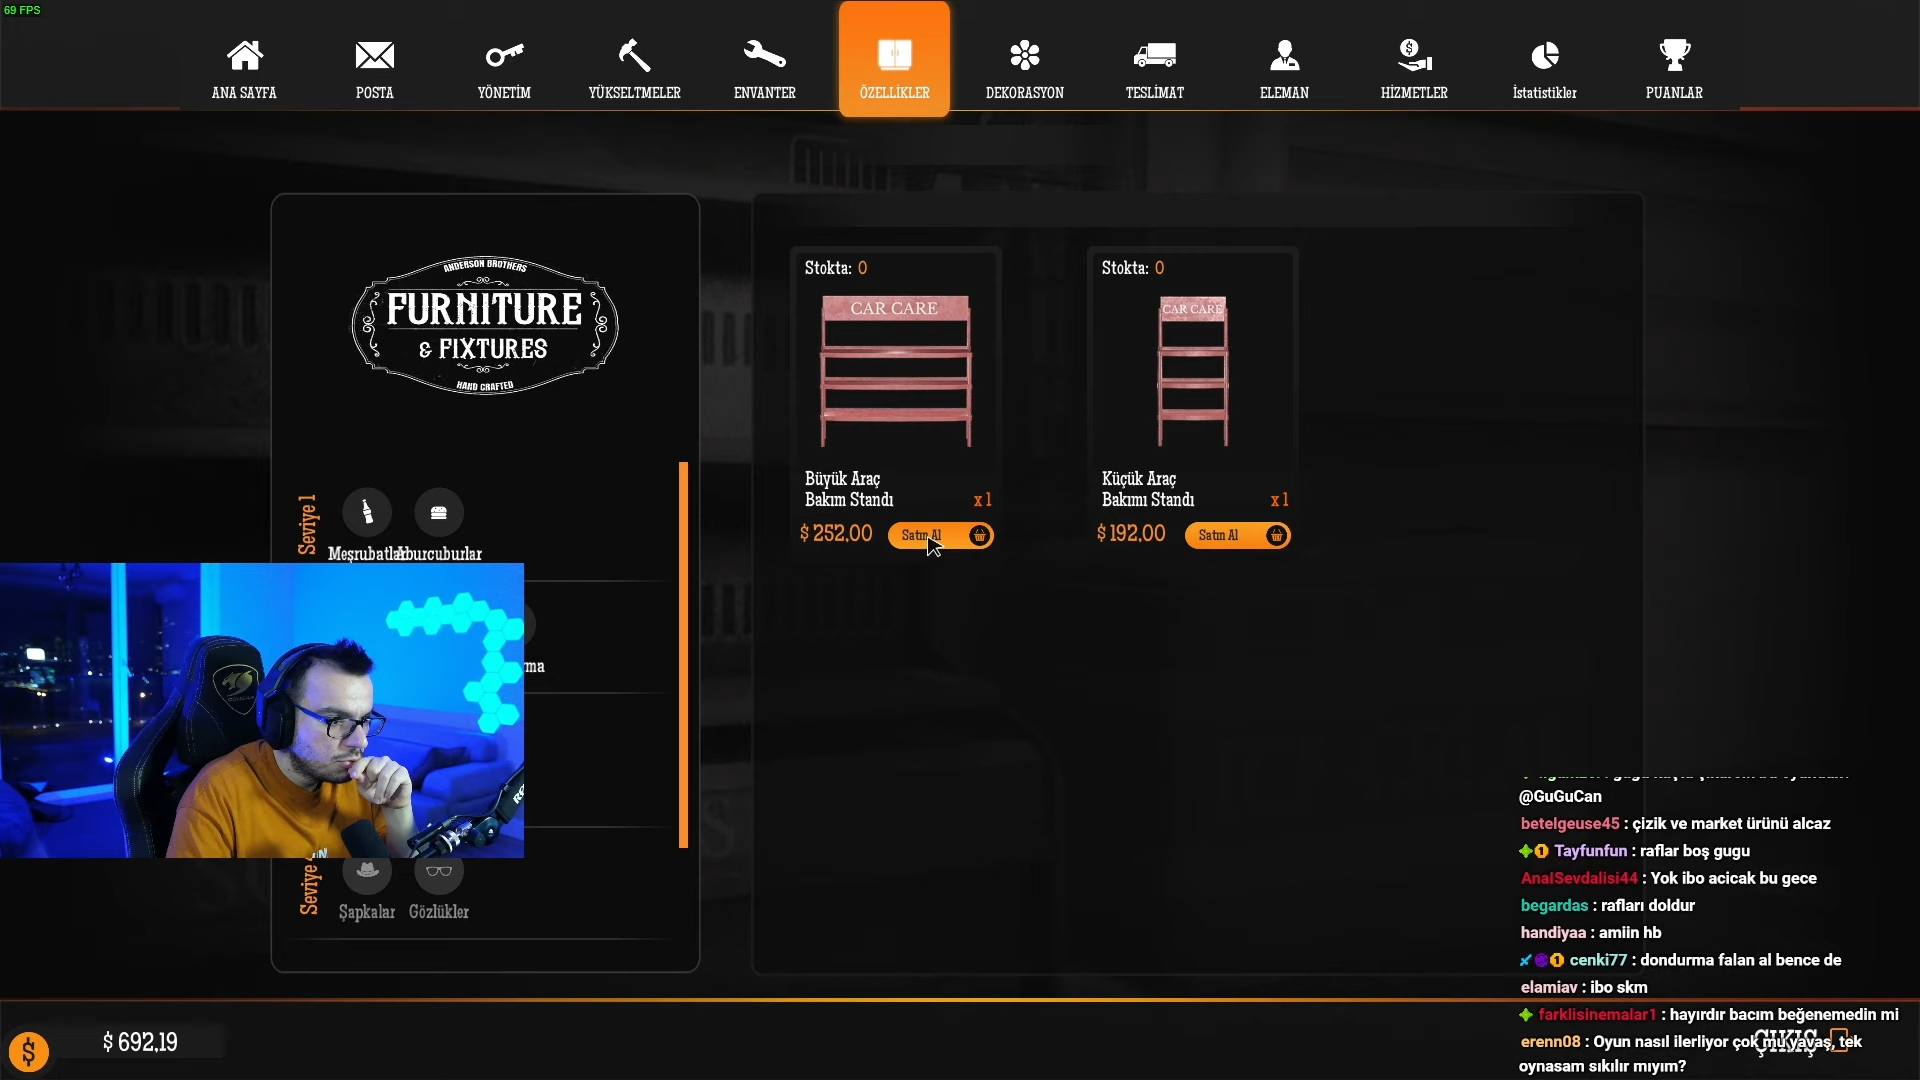 69 FPS
ANA SAYFA
POSTA
YÖNETİM
YÜKSELTMELER
ENVANTER
ÖZELLİKLER
DEKORASYON
TESLİMAT
ELEMAN
HİZMETLER
İstatistikler
PUANLAR
ANDERSON BROTHERS
FURNITURE
& FIXTURES
HAND CRAFTED
Seviye 1
Meşrubatlar
Aburcuburlar
ma
Seviye 4
Şapkalar
Gözlükler
Stokta: 0
CAR CARE
Büyük Araç
Bakım Standı
x 1
$ 252,00
Satın Al
Stokta: 0
CAR CARE
Küçük Araç
Bakımı Standı
x 1
$ 192,00
Satın Al
@GuGuCan
betelgeuse45 : çizik ve market ürünü alcaz
Tayfunfun : raflar boş gugu
AnalSevdalisi44 : Yok ibo acicak bu gece
begardas : rafları doldur
handiyaa : amiin hb
cenki77 : dondurma falan al bence de
elamiav : ibo skm
farklisinemalar1 : hayırdır bacım beğenemedin mi
erenn08 : Oyun nasıl ilerliyor çok mu yavaş, tek
oynasam sıkılır mıyım?
ÇIKIŞ
$ 692,19